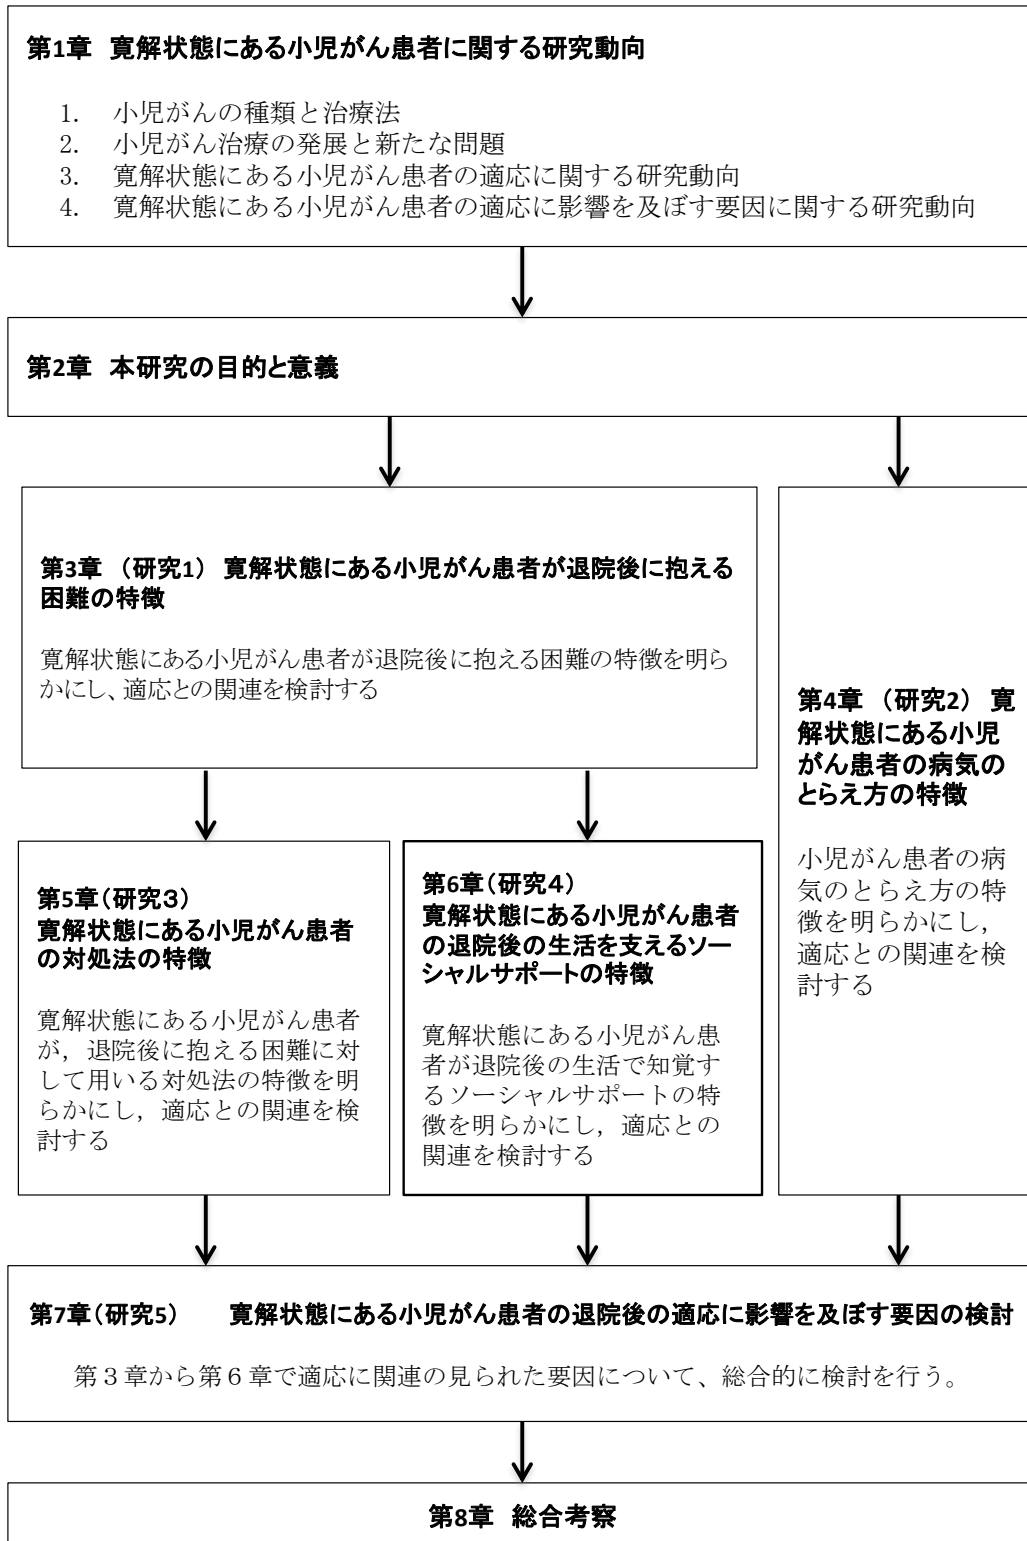 第1章 寛解状態にある小児がん患者に関する研究動向
1. 小児がんの種類と治療法
2. 小児がん治療の発展と新たな問題
3. 寛解状態にある小児がん患者の適応に関する研究動向
4. 寛解状態にある小児がん患者の適応に影響を及ぼす要因に関する研究動向
第2章 本研究の目的と意義
第3章 （研究1） 寛解状態にある小児がん患者が退院後に抱える
困難の特徴
寛解状態にある小児がん患者が退院後に抱える困難の特徴を明ら
かにし、適応との関連を検討する
第4章 （研究2） 寛
解状態にある小児
がん患者の病気の
とらえ方の特徴
小児がん患者の病
気のとらえ方の特
徴を明らかにし，
適応との関連を検
討する
第5章（研究３）
寛解状態にある小児がん患者
の対処法の特徴
寛解状態にある小児がん患者
が，退院後に抱える困難に対
して用いる対処法の特徴を明
らかにし，適応との関連を検
討する
第6章（研究４）
寛解状態にある小児がん患者
の退院後の生活を支えるソー
シャルサポートの特徴
寛解状態にある小児がん患
者が退院後の生活で知覚す
るソーシャルサポートの特
徴を明らかにし，適応との
関連を検討する
第7章（研究5） 寛解状態にある小児がん患者の退院後の適応に影響を及ぼす要因の検討
第３章から第６章で適応に関連の見られた要因について、総合的に検討を行う。
第8章 総合考察